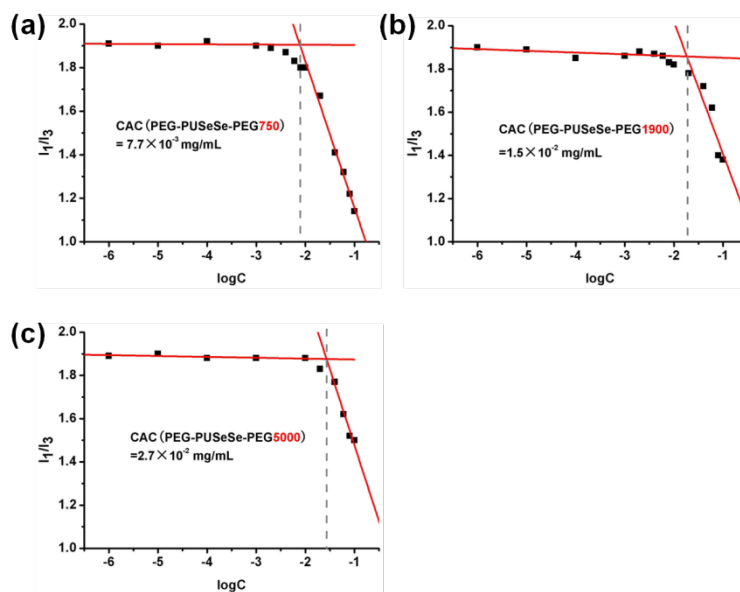 (a)
2.0
1.8
1.6
1.4
1.2
1.0
I₁/I₃
CAC (PEG-PUSeSe-PEG750)
= 7.7×10⁻³ mg/mL
-6 -5 -4 -3 -2 -1
logC
(b)
2.0
1.8
1.6
1.4
1.2
1.0
I₁/I₃
CAC (PEG-PUSeSe-PEG1900)
=1.5×10⁻² mg/mL
-6 -5 -4 -3 -2 -1
logC
(c)
2.0
1.8
1.6
1.4
1.2
1.0
I₁/I₃
CAC (PEG-PUSeSe-PEG5000)
=2.7×10⁻² mg/mL
-6 -5 -4 -3 -2 -1
logC